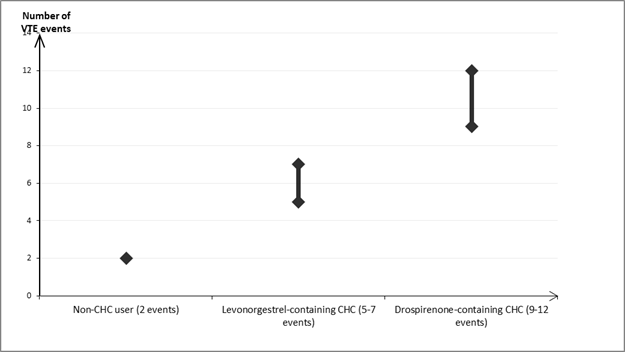 Number of
VTE events
14
12
10
8
6
4
2
0
Non-CHC user (2 events)
Levonorgestrel-containing CHC (5-7
events)
Drospirenone-containing CHC (9-12
events)